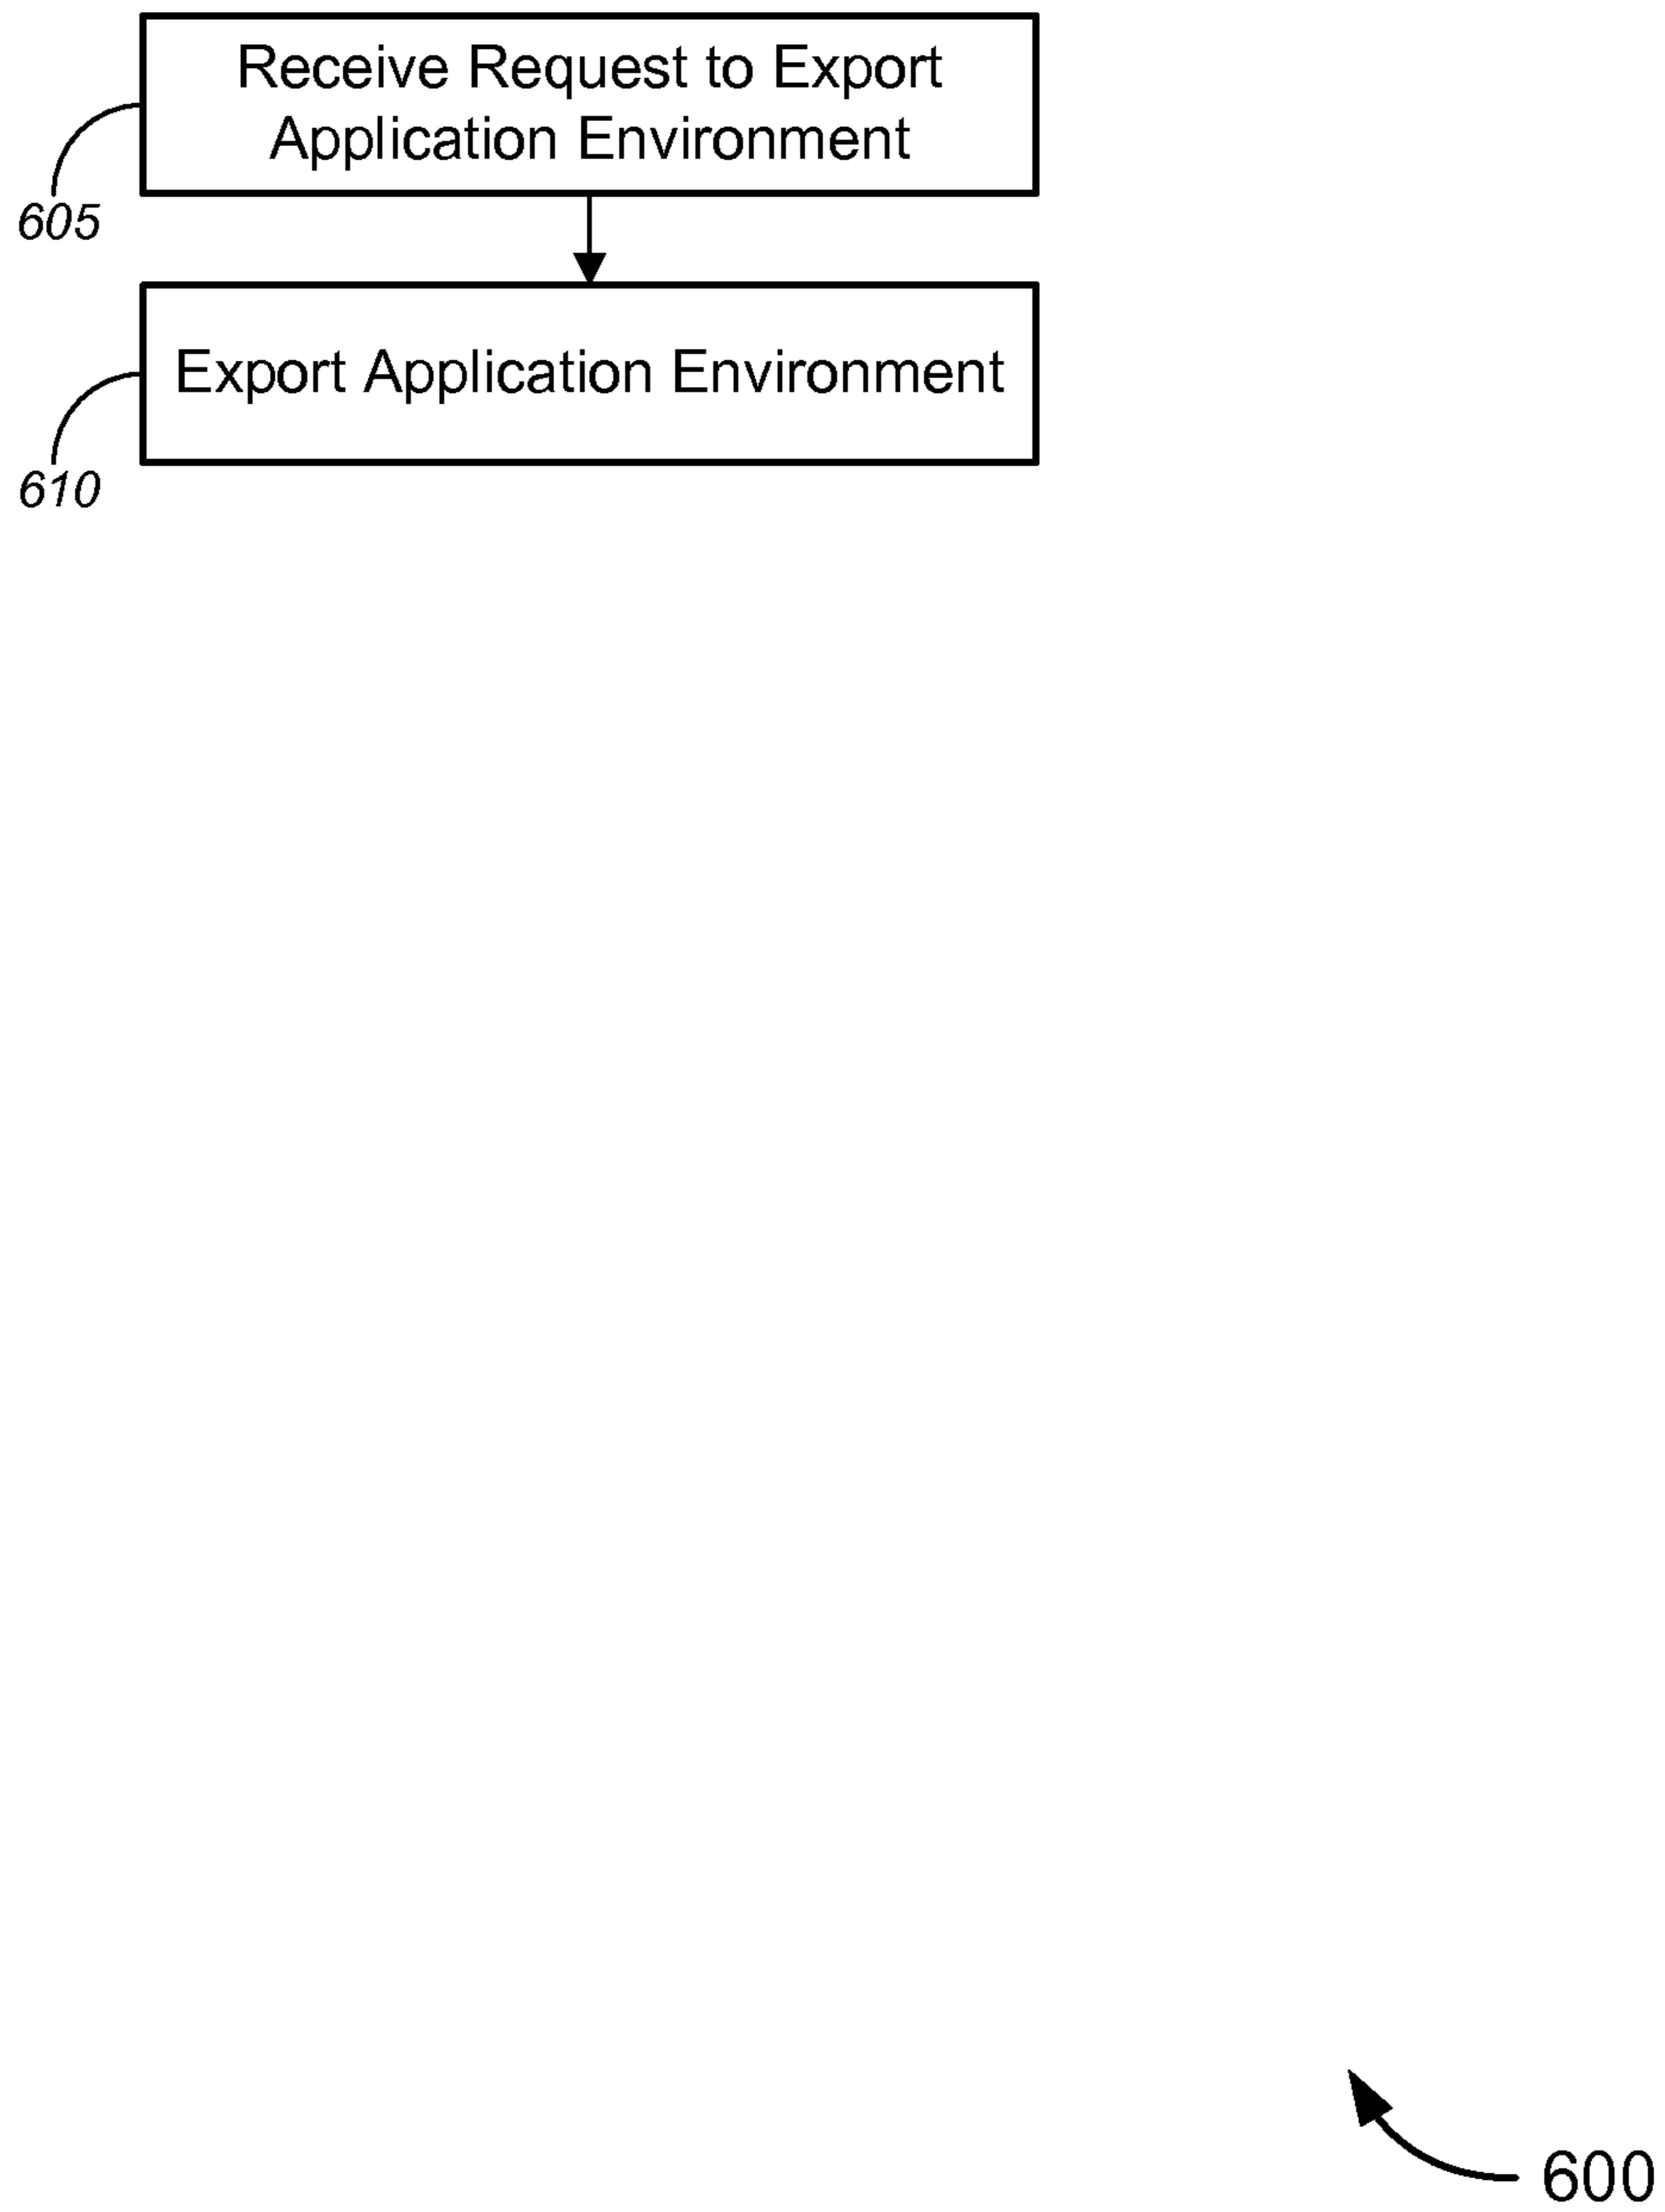 Receive Request to Export
Application Environment
605
Export Application Environment
610
600